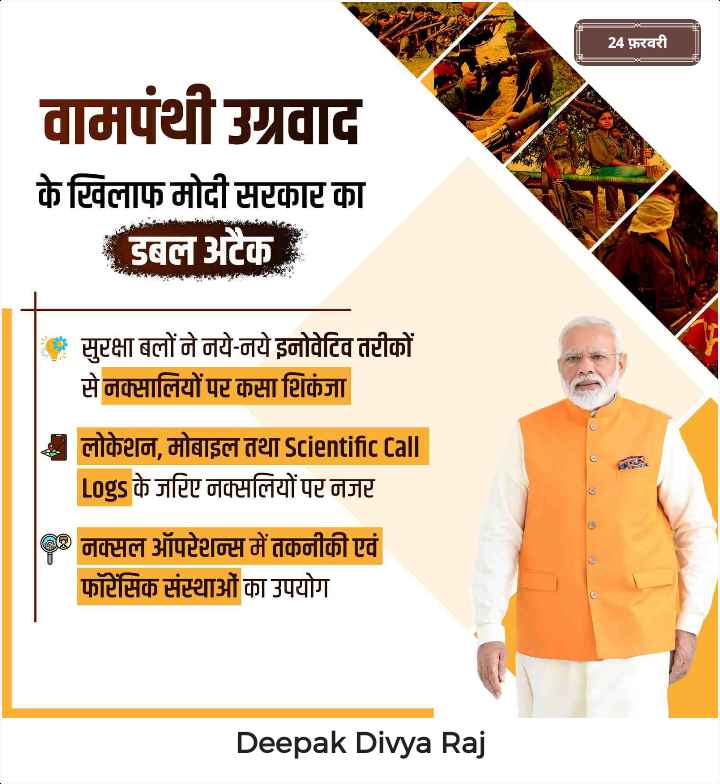 24 फ़रवरी
वामपंथी उग्रवाद
के खिलाफ मोदी सरकार का
डबल अटैक
सुरक्षा बलों ने नये-नये इनोवेटिव तरीकों
से नक्सालियों पर कसा शिकंजा
लोकेशन, मोबाइल तथा Scientific Call
Logs के जरिए नक्सलियों पर नजर
नक्सल ऑपरेशन्स में तकनीकी एवं
फॉरेंसिक संस्थाओं का उपयोग
Deepak Divya Raj